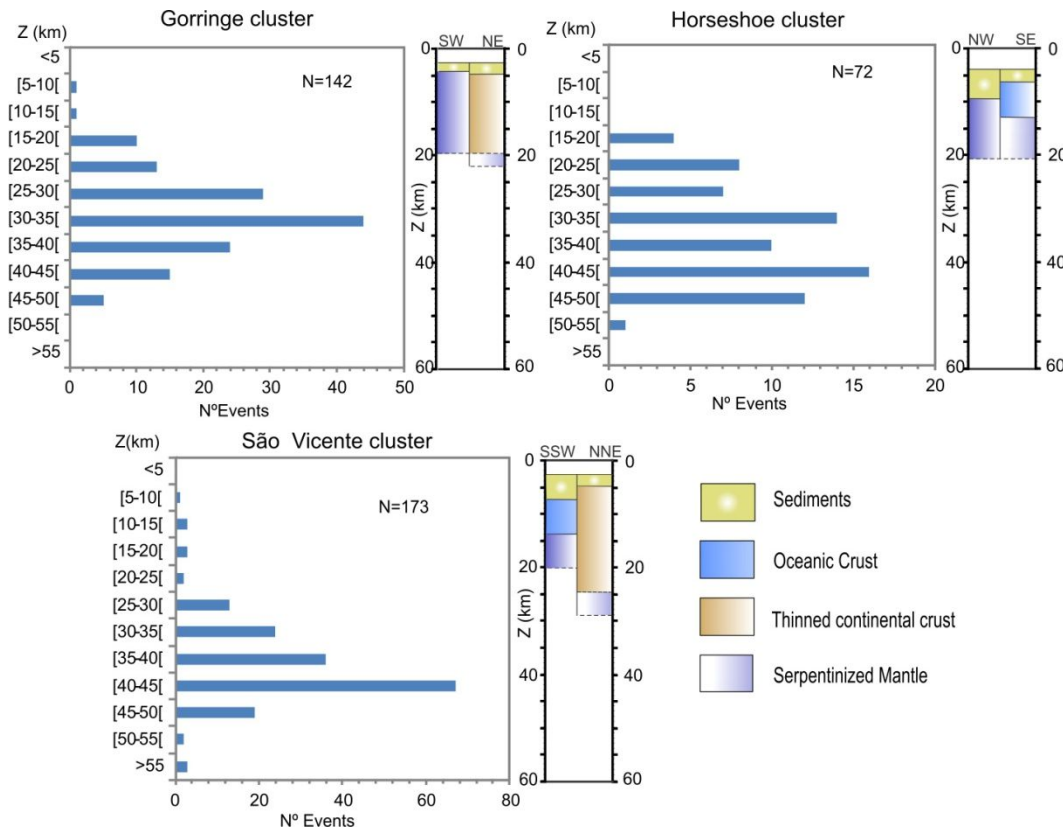 Gorringe cluster
Z (km)
<5
[5-10[
[10-15[
[15-20[
[20-25[
[25-30[
[30-35[
[35-40[
[40-45[
[45-50[
[50-55[
>55
N=142
0 10 20 30 40 50
NºEvents
SW NE
0 0
20 20
40 40
60 60
Z (km)
Horseshoe cluster
Z (km)
<5
[5-10[
[10-15[
[15-20[
[20-25[
[25-30[
[30-35[
[35-40[
[40-45[
[45-50[
[50-55[
>55
N=72
0 4 8 12 16 20
Nº Events
NW SE
0 0
20 20
40 40
60 60
Z (km)
São Vicente cluster
Z(km)
<5
[5-10[
[10-15[
[15-20[
[20-25[
[25-30[
[30-35[
[35-40[
[40-45[
[45-50[
[50-55[
>55
N=173
0 20 40 60 80
Nº Events
SSW NNE
0 0
20 20
40 40
60 60
Z (km)
Sediments
Oceanic Crust
Thinned continental crust
Serpentinized Mantle